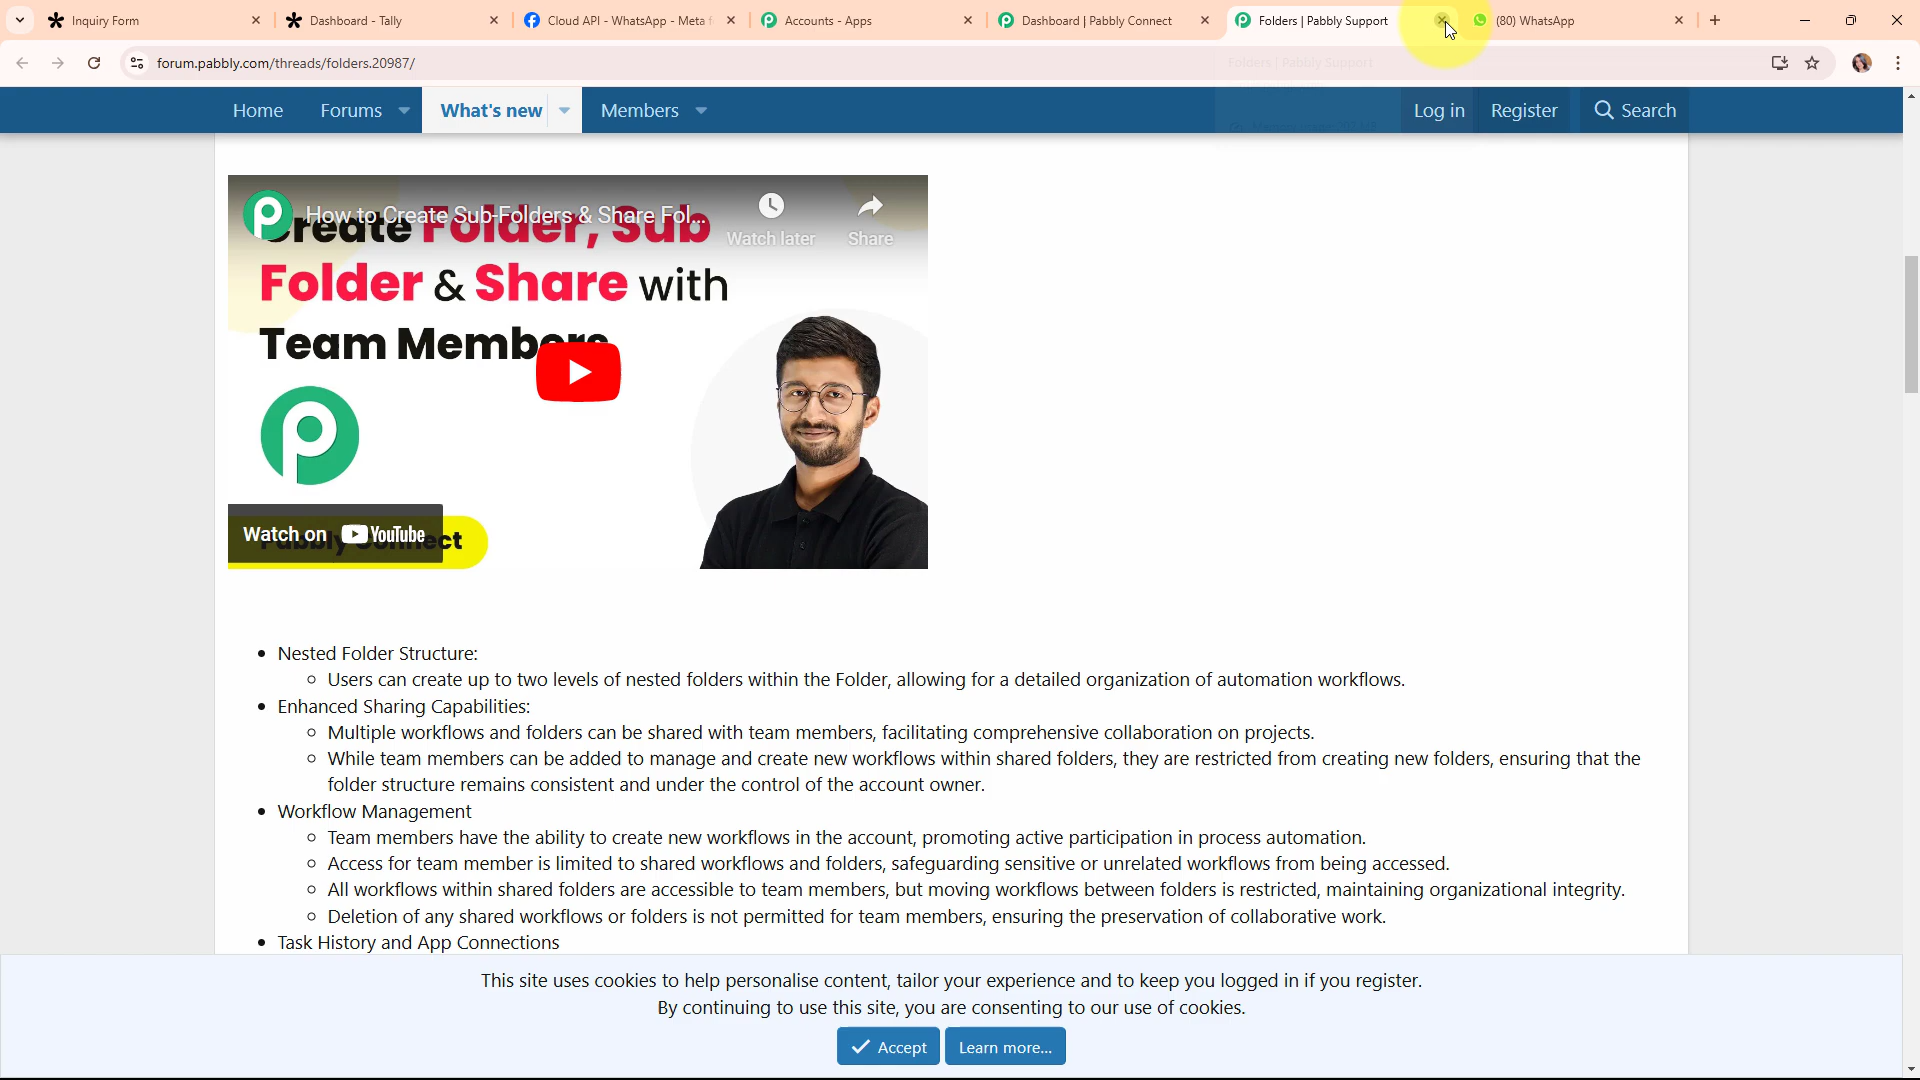 Inquiry Form
Dashboard - Tally
Cloud API - WhatsApp - Meta f
Accounts - Apps
Dashboard | Pabbly Connect
Folders | Pabbly Support
(80) WhatsApp
forum.pabbly.com/threads/folders.20987/
Folders | Pabbly Support
Home
Forums
What's new
Members
Log in
Register
Search
How to Create Sub-Folders & Share Fol...
Watch later
Share
Create Folder, Sub
Folder & Share with
Team Members
Watch on YouTube
Pabbly Connect
• Nested Folder Structure:
○ Users can create up to two levels of nested folders within the Folder, allowing for a detailed organization of automation workflows.
• Enhanced Sharing Capabilities:
○ Multiple workflows and folders can be shared with team members, facilitating comprehensive collaboration on projects.
○ While team members can be added to manage and create new workflows within shared folders, they are restricted from creating new folders, ensuring that the
folder structure remains consistent and under the control of the account owner.
• Workflow Management
○ Team members have the ability to create new workflows in the account, promoting active participation in process automation.
○ Access for team member is limited to shared workflows and folders, safeguarding sensitive or unrelated workflows from being accessed.
○ All workflows within shared folders are accessible to team members, but moving workflows between folders is restricted, maintaining organizational integrity.
○ Deletion of any shared workflows or folders is not permitted for team members, ensuring the preservation of collaborative work.
• Task History and App Connections
This site uses cookies to help personalise content, tailor your experience and to keep you logged in if you register.
By continuing to use this site, you are consenting to our use of cookies.
Accept
Learn more...